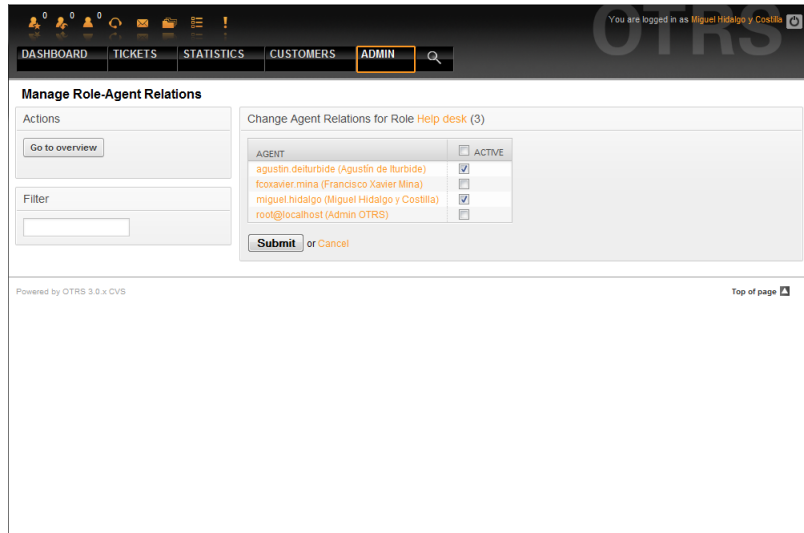 0 0 0
You are logged in as Miguel Hidalgo y Costilla
OTRS
DASHBOARD TICKETS STATISTICS CUSTOMERS ADMIN
Manage Role-Agent Relations
Actions
Go to overview
Filter
Change Agent Relations for Role Help desk (3)
AGENT ACTIVE
agustin.deiturbide (Agustín de Iturbide)
fcoxavier.mina (Francisco Xavier Mina)
miguel.hidalgo (Miguel Hidalgo y Costilla)
root@localhost (Admin OTRS)
Submit or Cancel
Powered by OTRS 3.0.x CVS
Top of page